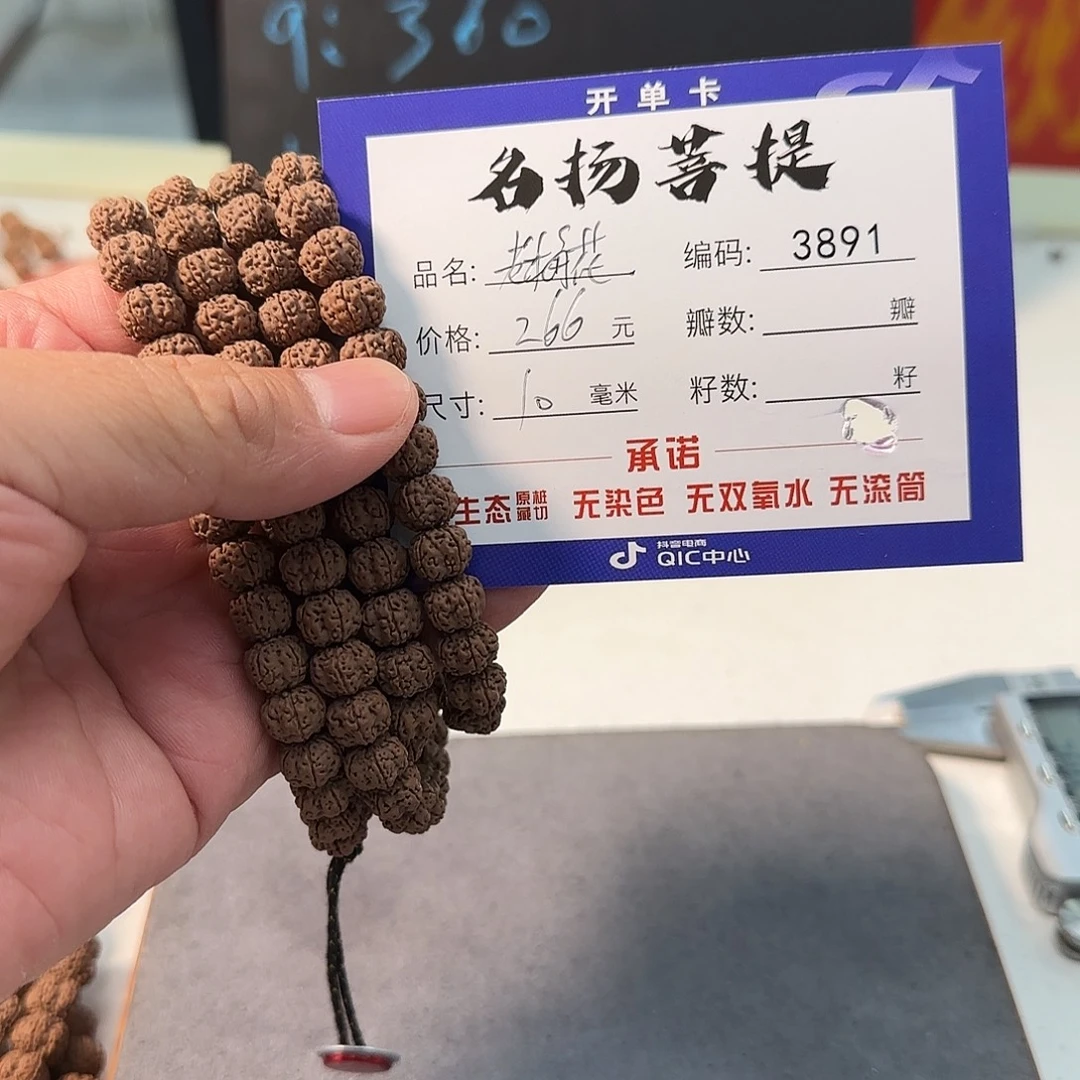 9:360
开单卡
名扬菩提
品名:
编码: 3891
价格: 266 元
瓣数: 瓣
尺寸: 10 毫米
籽数: 籽
承诺
生态 原桩藏切 无染色 无双氧水 无滚筒
抖音电商
QIC中心